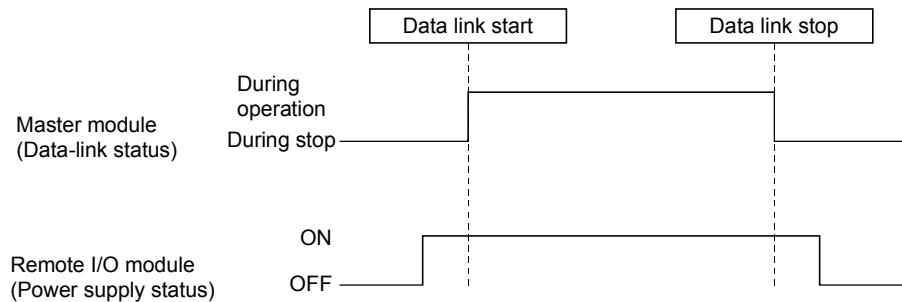 Data link start
Data link stop
During
operation
Master module
(Data-link status)
During stop
ON
Remote I/O module
(Power supply status)
OFF